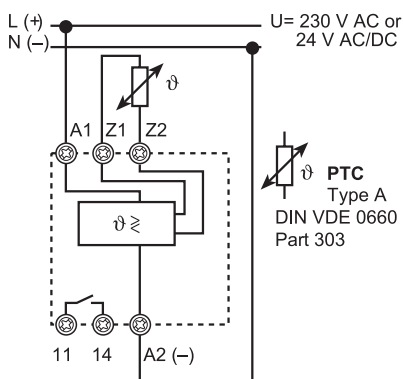 L (+)
U= 230 V AC or
N (–)
24 V AC/DC
ϑ
A1 Z1 Z2
ϑ PTC
Type A
DIN VDE 0660
Part 303
ϑ ≷
11 14 A2 (–)